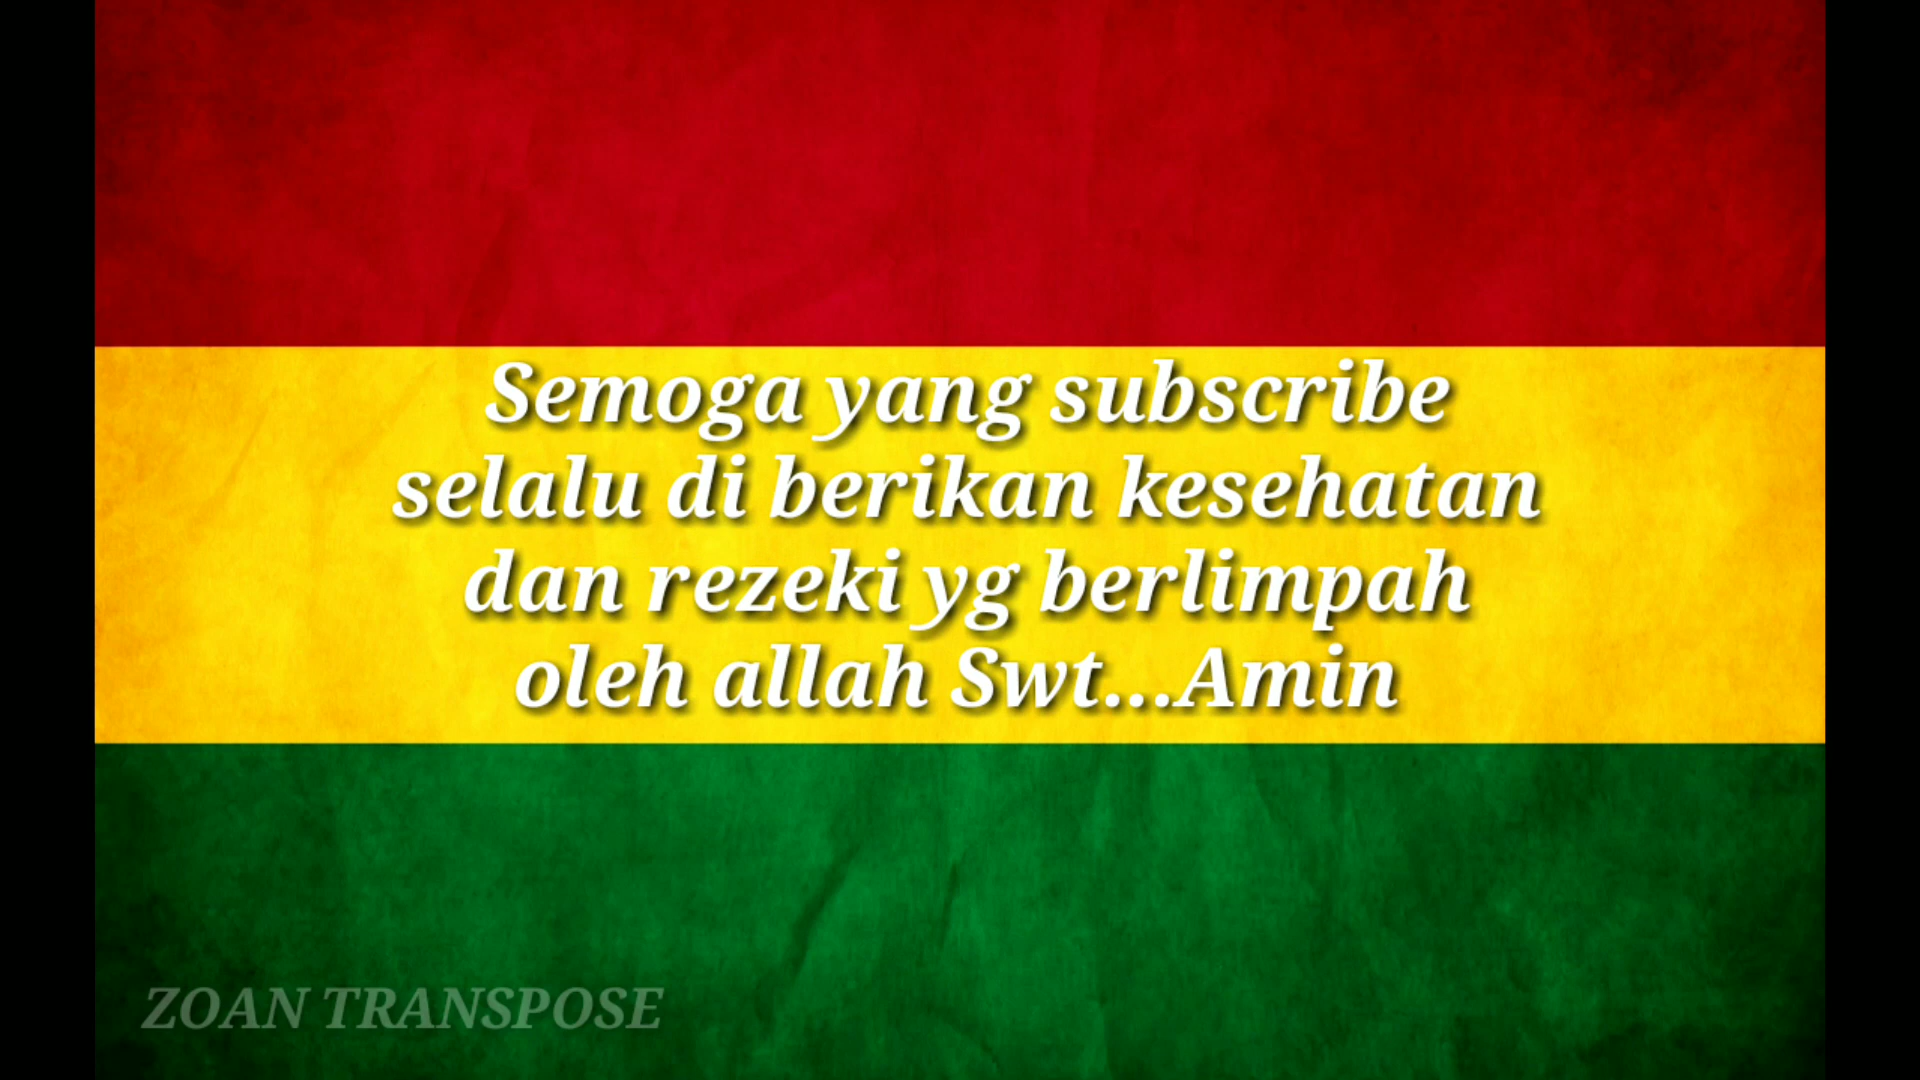 Semoga yang subscribe
selalu di berikan kesehatan
dan rezeki yg berlimpah
oleh allah Swt...Amin
ZOAN TRANSPOSE